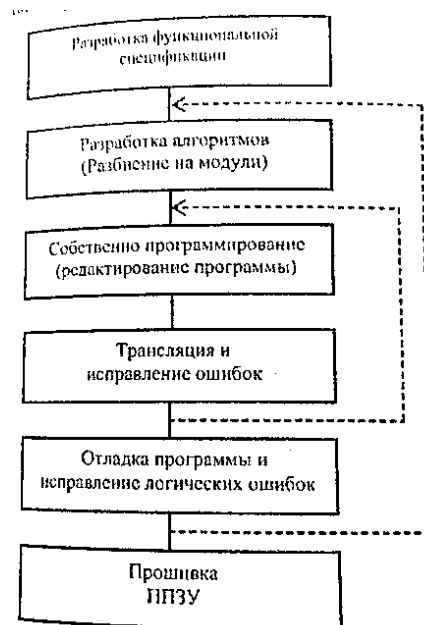 Разработка функциональной
спецификации
Разработка алгоритмов
(Разбиение на модули)
Собственно программирование
(редактирование программы)
Трансляция и
исправление ошибок
Отладка программы и
исправление логических ошибок
Прошивка
ППЗУ